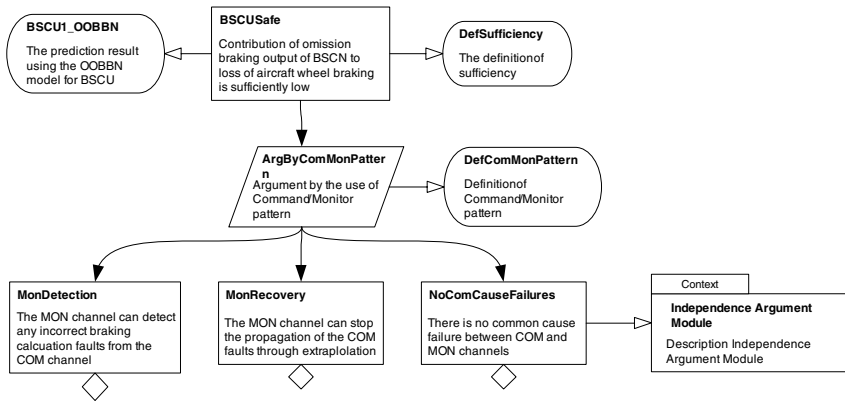 BSCU1_OOBBN
The prediction result
using the OOBBN
model for BSCU
BSCUSafe
Contribution of omission
braking output of BSCN to
loss of aircraft wheel braking
is sufficiently low
DefSufficiency
The definitionof
sufficiency
ArgByComMonPatter
n
Argument by the use of
Command/Monitor
pattern
DefComMonPattern
Definitionof
Command/Monitor
pattern
MonDetection
The MON channel can detect
any incorrect braking
calcuation faults from the
COM channel
MonRecovery
The MON channel can stop
the propagation of the COM
faults through extraplolation
NoComCauseFailures
There is no common cause
failure between COM and
MON channels
Context
Independence Argument
Module
Description Independence
Argument Module